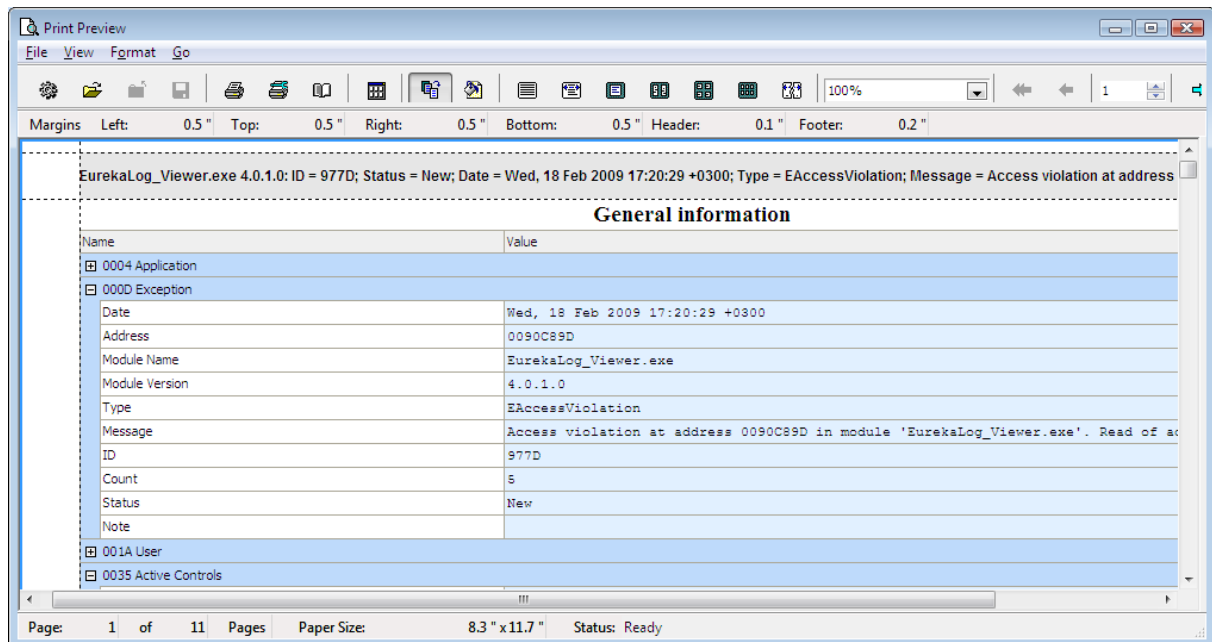 Print Preview
File View Format Go
100% 1
Margins Left: 0.5 " Top: 0.5 " Right: 0.5 " Bottom: 0.5 " Header: 0.1 " Footer: 0.2 "
EurekaLog_Viewer.exe 4.0.1.0: ID = 977D; Status = New; Date = Wed, 18 Feb 2009 17:20:29 +0300; Type = EAccessViolation; Message = Access violation at address
General information
Name Value
0004 Application
000D Exception
Date Wed, 18 Feb 2009 17:20:29 +0300
Address 0090C89D
Module Name EurekaLog_Viewer.exe
Module Version 4.0.1.0
Type EAccessViolation
Message Access violation at address 0090C89D in module 'EurekaLog_Viewer.exe'. Read of
ID 977D
Count 5
Status New
Note
001A User
0035 Active Controls
Page: 1 of 11 Pages Paper Size: 8.3 " x 11.7 " Status: Ready